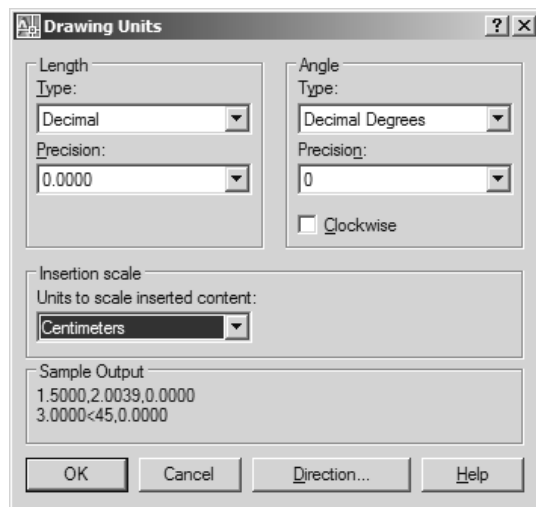 Drawing Units
Length
Type:
Decimal
Precision:
0.0000
Angle
Type:
Decimal Degrees
Precision:
0
Clockwise
Insertion scale
Units to scale inserted content:
Centimeters
Sample Output
1.5000,2.0039,0.0000
3.0000<45,0.0000
OK Cancel Direction... Help